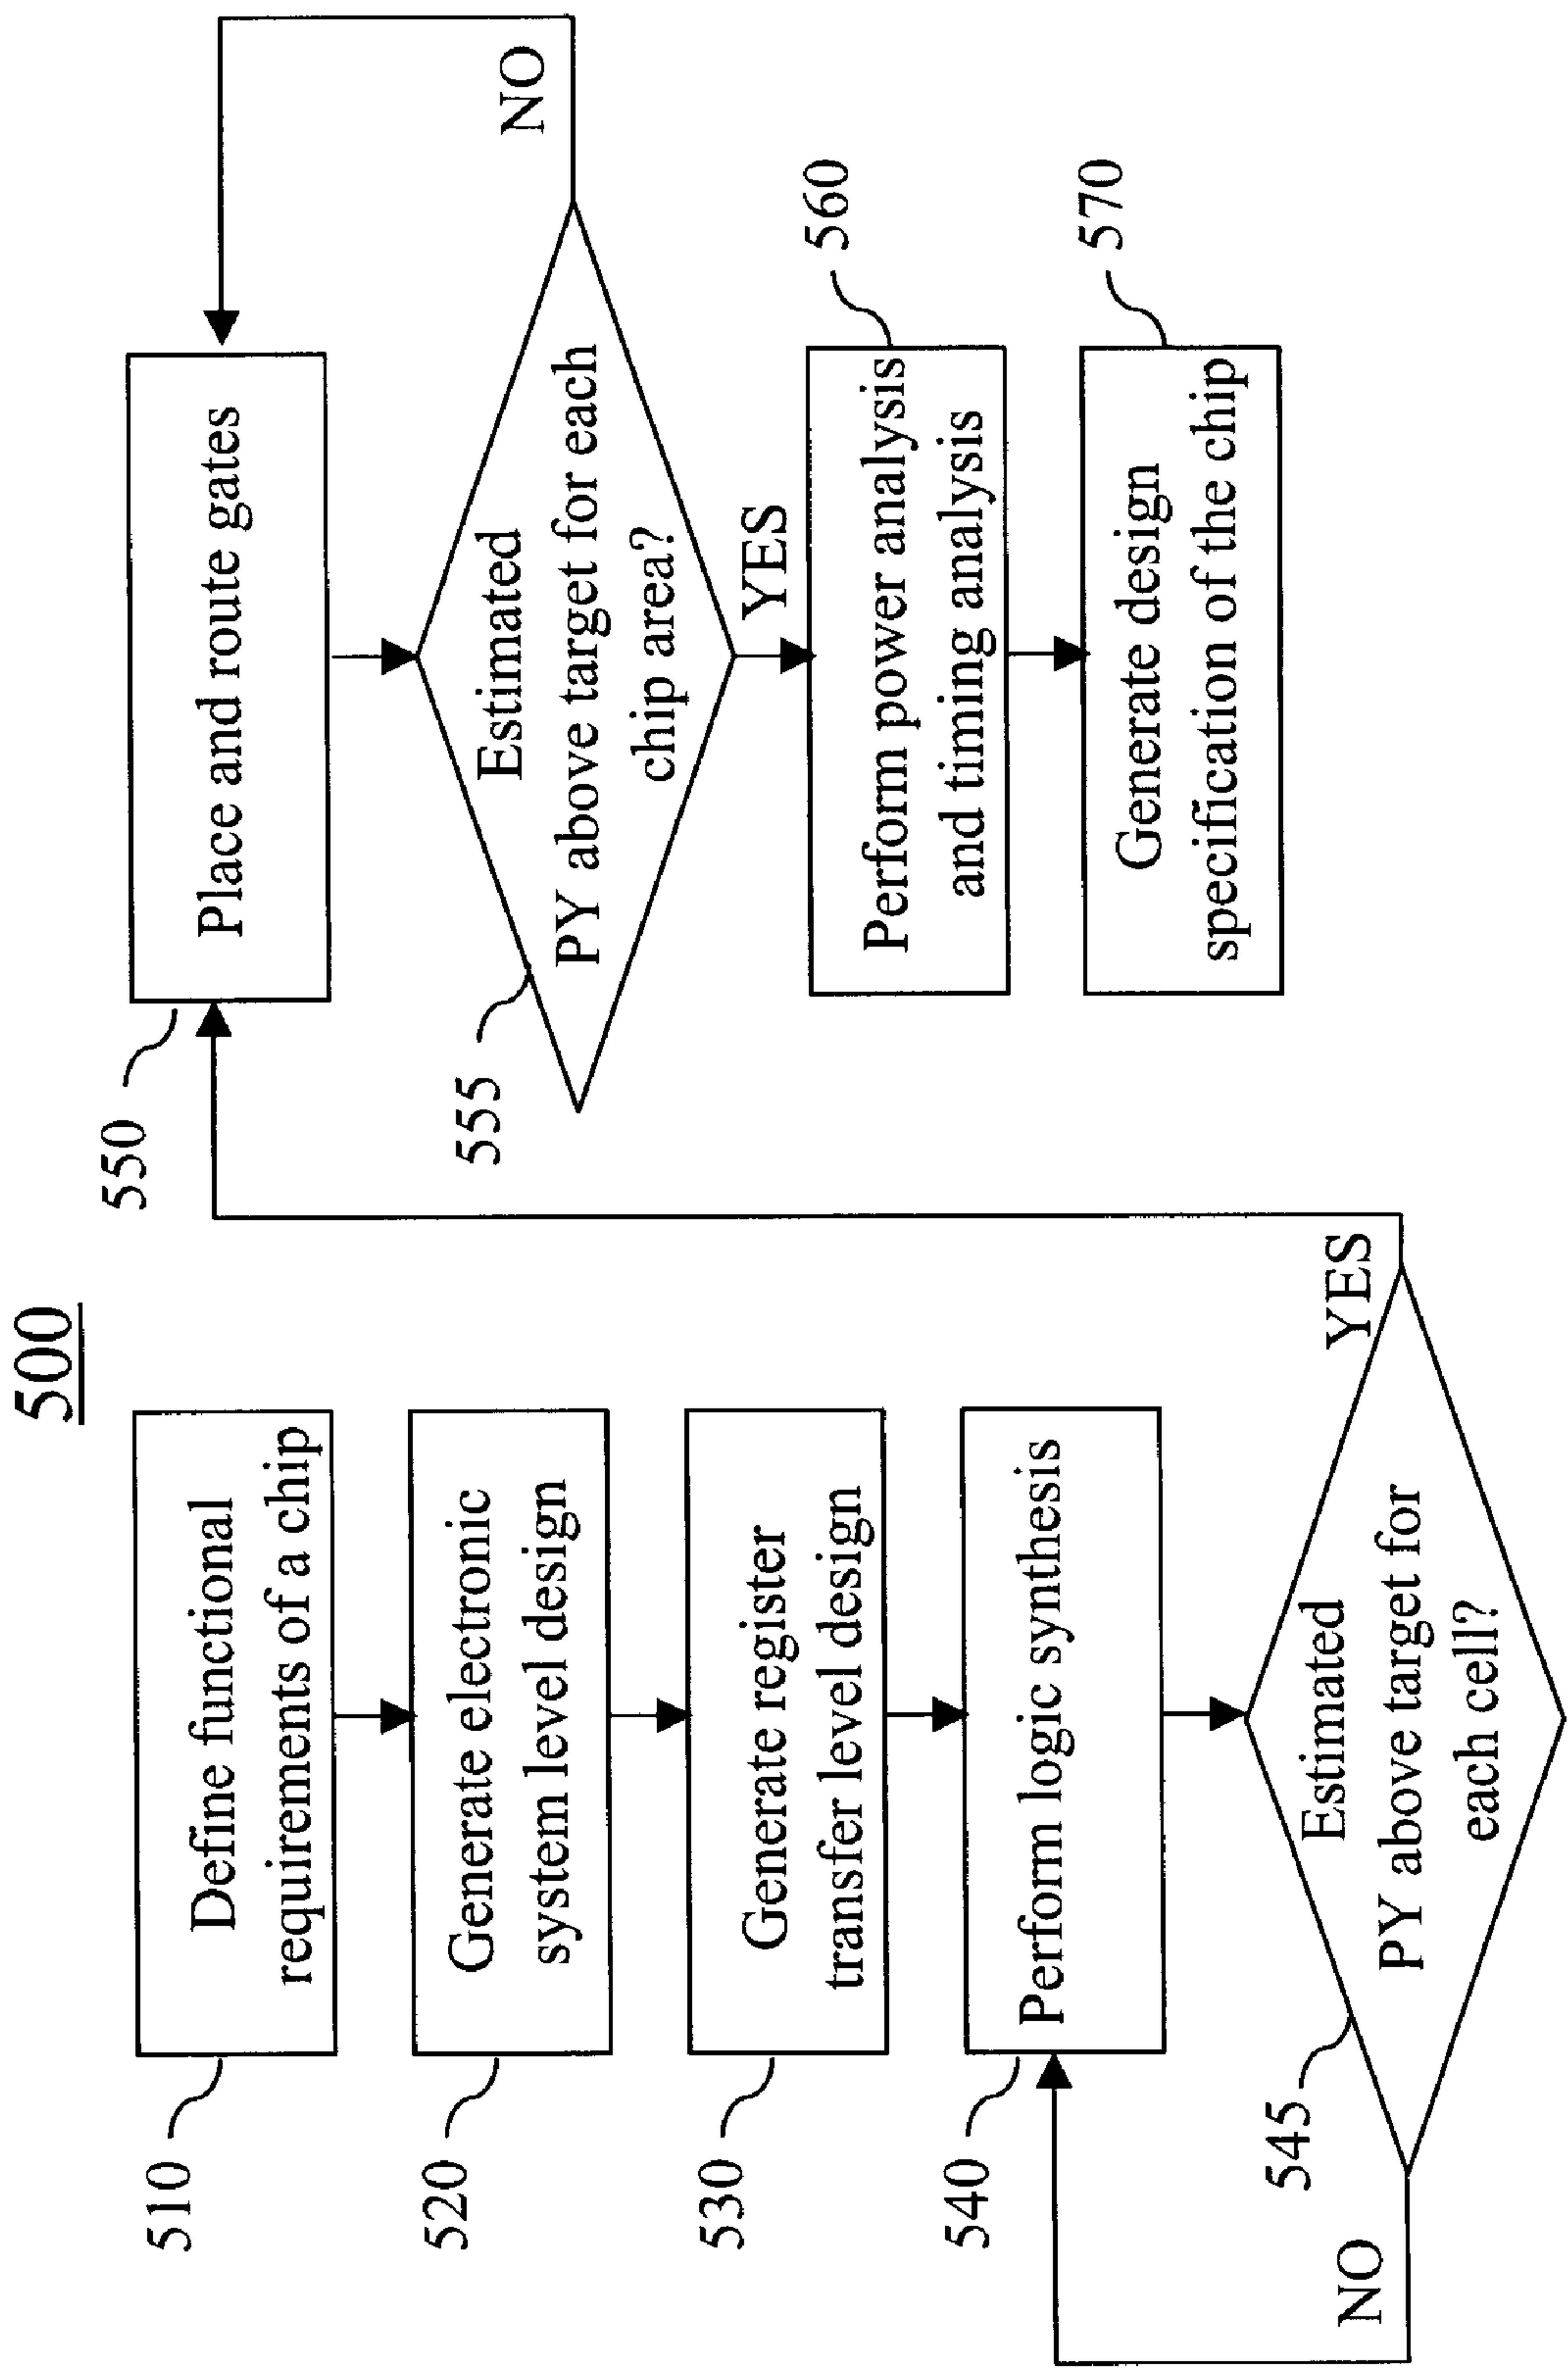 500
510
Define functional
requirements of a chip
520
Generate electronic
system level design
530
Generate register
transfer level design
540
Perform logic synthesis
545
Estimated
PY above target for
each cell?
NO
YES
550
Place and route gates
555
Estimated
PY above target for each
chip area?
NO
YES
560
Perform power analysis
and timing analysis
570
Generate design
specification of the chip